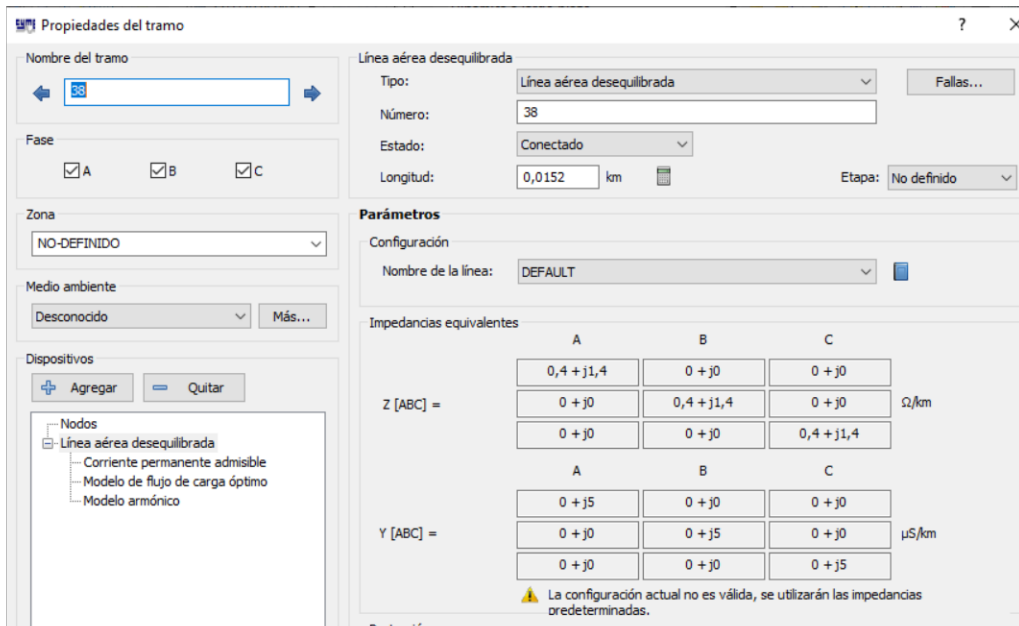 CYME Propiedades del tramo ?
Nombre del tramo
38
Fase
A B C
Zona
NO-DEFINIDO
Medio ambiente
Desconocido Más...
Dispositivos
Agregar Quitar
Nodos
Línea aérea desequilibrada
Corriente permanente admisible
Modelo de flujo de carga óptimo
Modelo armónico
Línea aérea desequilibrada
Tipo: Línea aérea desequilibrada Fallas...
Número: 38
Estado: Conectado
Longitud: 0,0152 km Etapa: No definido
Parámetros
Configuración
Nombre de la línea: DEFAULT
Impedancias equivalentes
A B C
0,4 + j1,4 0 + j0 0 + j0
Z [ABC] = 0 + j0 0,4 + j1,4 0 + j0 Ω/km
0 + j0 0 + j0 0,4 + j1,4
A B C
0 + j5 0 + j0 0 + j0
Y [ABC] = 0 + j0 0 + j5 0 + j0 µS/km
0 + j0 0 + j0 0 + j5
La configuración actual no es válida, se utilizarán las impedancias
predeterminadas.